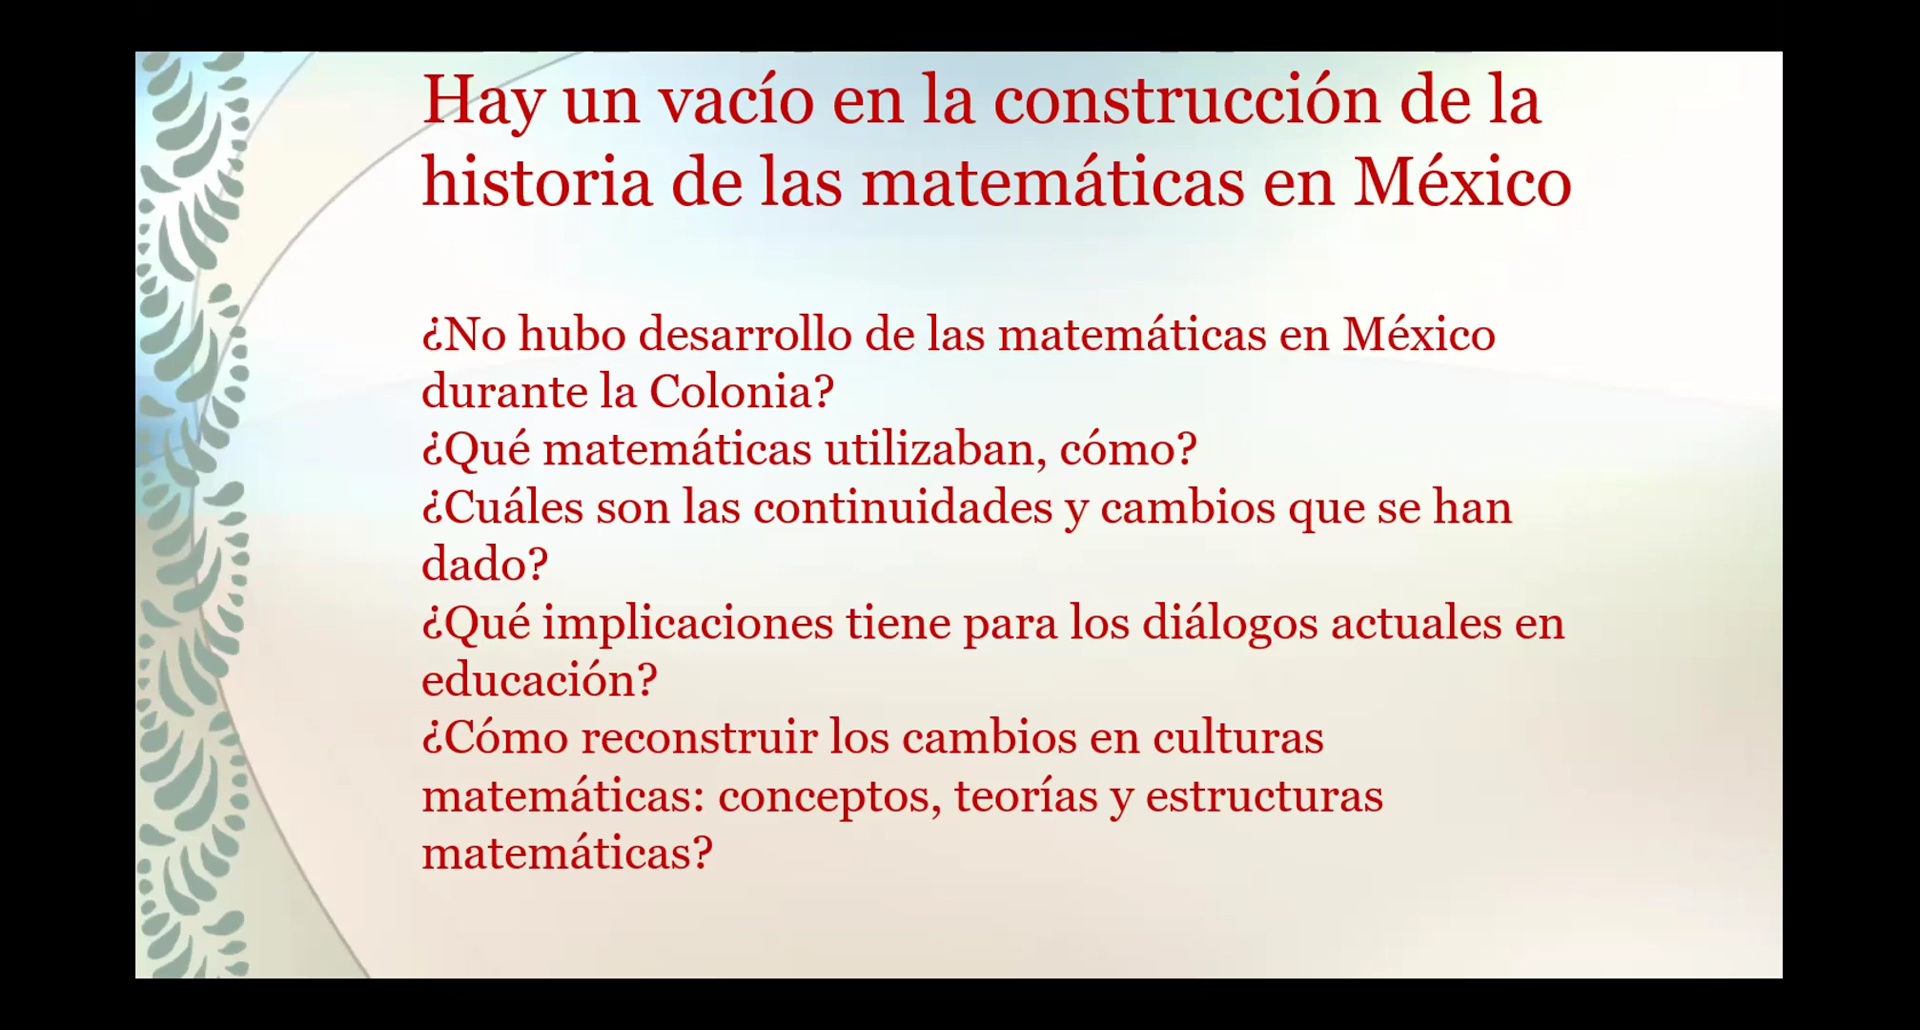 Hay un vacío en la construcción de la
historia de las matemáticas en México
¿No hubo desarrollo de las matemáticas en México
durante la Colonia?
¿Qué matemáticas utilizaban, cómo?
¿Cuáles son las continuidades y cambios que se han
dado?
¿Qué implicaciones tiene para los diálogos actuales en
educación?
¿Cómo reconstruir los cambios en culturas
matemáticas: conceptos, teorías y estructuras
matemáticas?